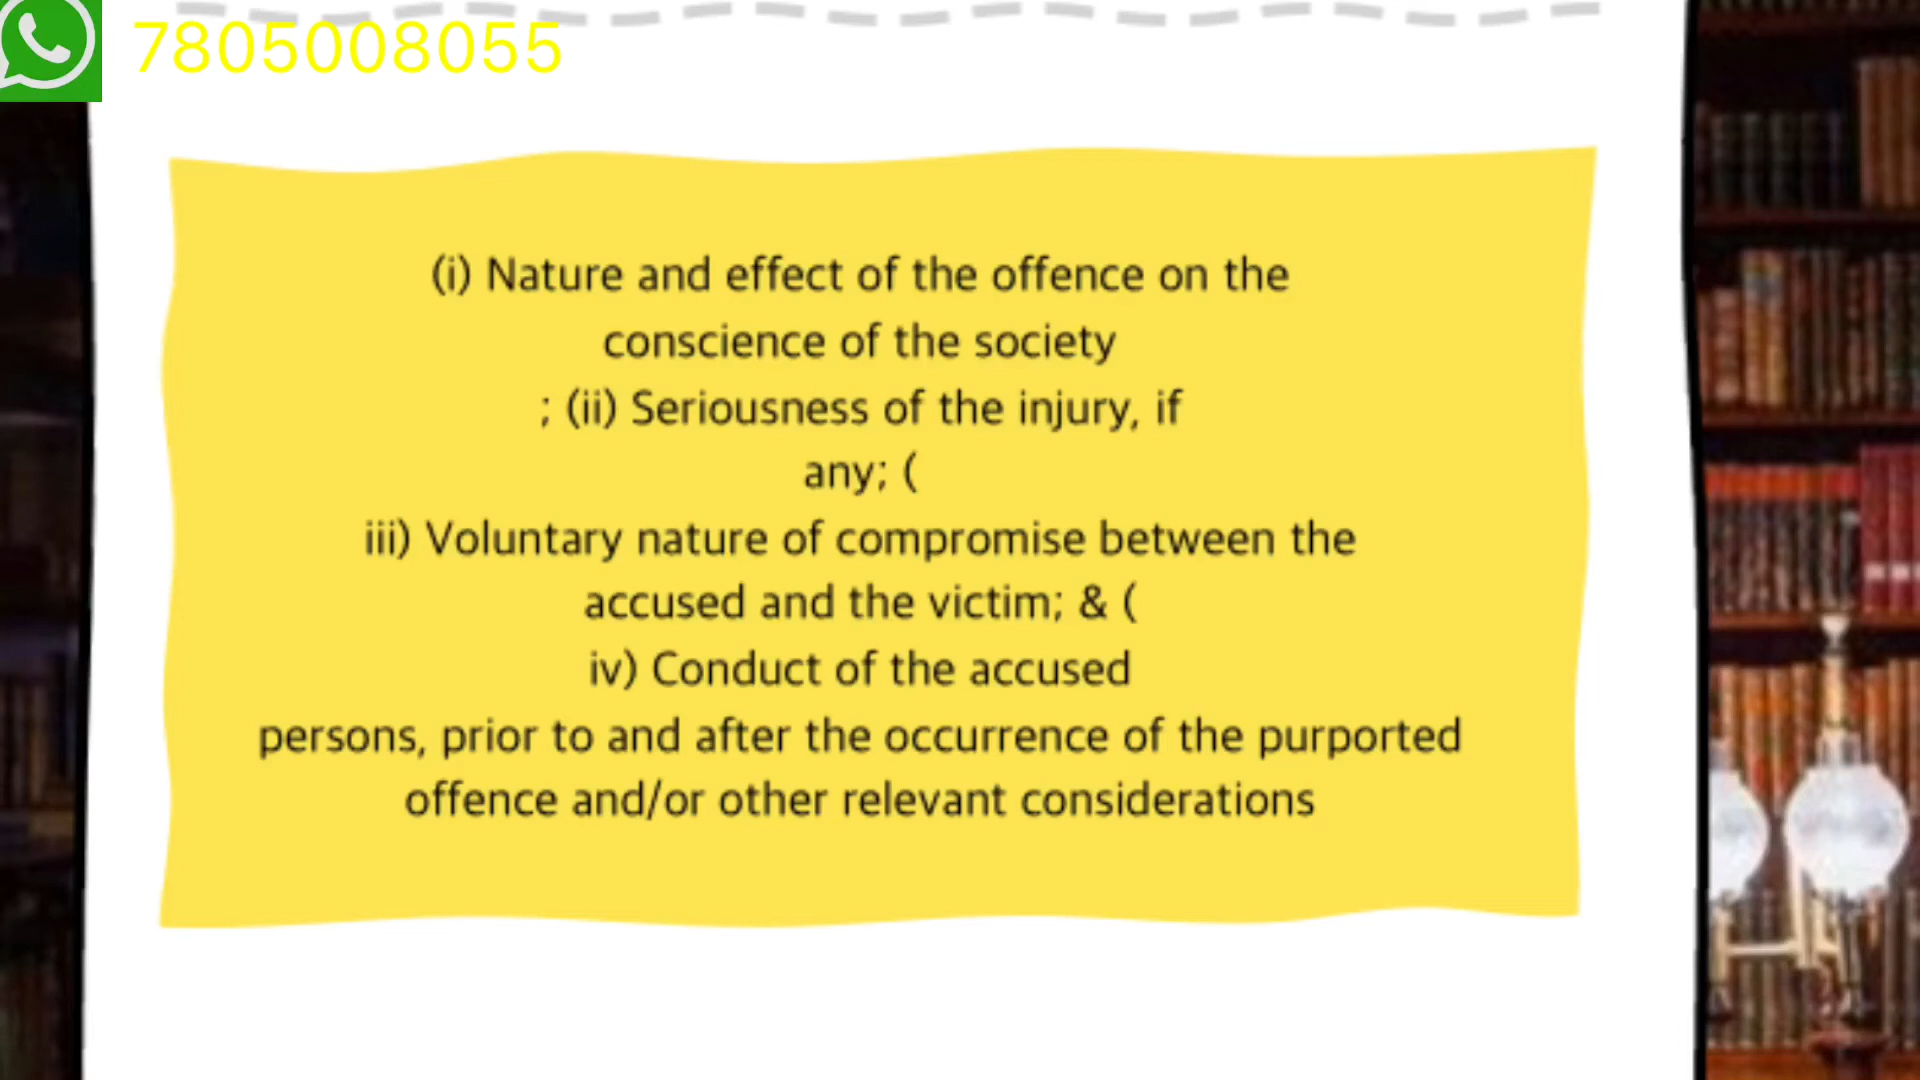 7805008055
(i) Nature and effect of the offence on the
conscience of the society
; (ii) Seriousness of the injury, if
any; (
iii) Voluntary nature of compromise between the
accused and the victim; & (
iv) Conduct of the accused
persons, prior to and after the occurrence of the purported
offence and/or other relevant considerations